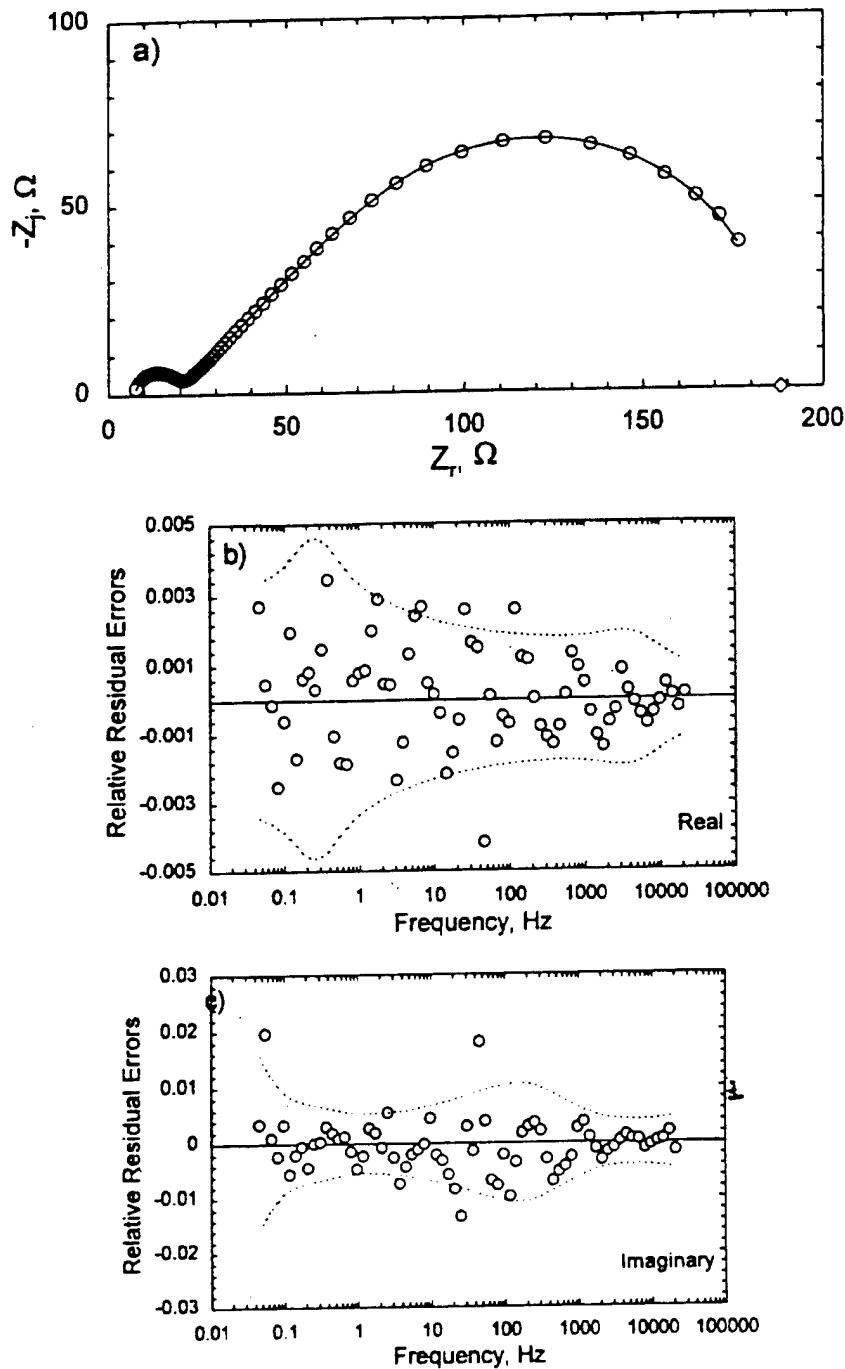 a)
100
50
0
-Zj, Ω
0 50 100 150 200
Zr, Ω
b)
0.005
0.003
0.001
-0.001
-0.003
-0.005
Relative Residual Errors
Real
0.01 0.1 1 10 100 1000 10000 100000
Frequency, Hz
c)
0.03
0.02
0.01
0
-0.01
-0.02
-0.03
Relative Residual Errors
Imaginary
0.01 0.1 1 10 100 1000 10000 100000
Frequency, Hz